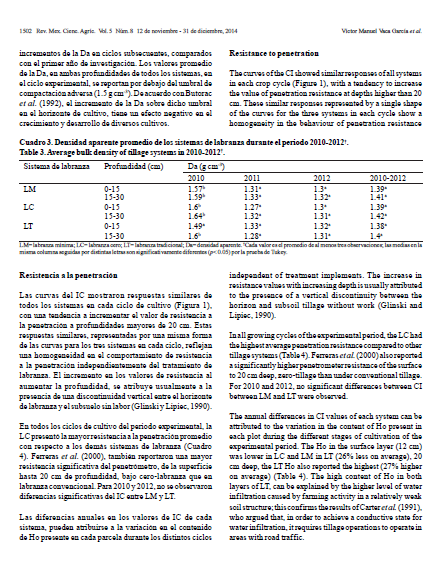 1502 Rev. Mex. Cienc. Agríc. Vol. 5 Núm. 8 12 de noviembre - 31 de diciembre, 2014
Victor Manuel Vaca García et al.
incrementos de la Da en ciclos subsecuentes, comparados
con el primer año de investigación. Los valores promedio
de la Da, en ambas profundidades de todos los sistemas, en
el ciclo experimental, se reportan por debajo del umbral de
compactación adversa (1.5 g cm⁻³). De acuerdo con Butorac
et al. (1992), el incremento de la Da sobre dicho umbral
en el horizonte de cultivo, tiene un efecto negativo en el
crecimiento y desarrollo de diversos cultivos.
Resistance to penetration
The curves of the CI showed similar responses of all systems
in each crop cycle (Figure 1), with a tendency to increase
the value of penetration resistance at depths higher than 20
cm. These similar responses represented by a single shape
of the curves for the three systems in each cycle show a
homogeneity in the behaviour of penetration resistance
Cuadro 3. Densidad aparente promedio de los sistemas de labranza durante el periodo 2010-2012¹.
Table 3. Average bulk density of tillage systems in 2010-2012¹.
Sistema de labranza Profundidad (cm) Da (g cm⁻³)
2010 2011 2012 2010-2012
LM 0-15 1.57ᵇ 1.31ᵃ 1.3ᵃ 1.39ᵃ
15-30 1.59ᵇ 1.33ᵃ 1.32ᵃ 1.41ᵃ
LC 0-15 1.6ᵇ 1.27ᵃ 1.3ᵃ 1.39ᵃ
15-30 1.64ᵇ 1.32ᵃ 1.31ᵃ 1.42ᵃ
LT 0-15 1.49ᵃ 1.33ᵃ 1.32ᵃ 1.38ᵃ
15-30 1.6ᵇ 1.28ᵃ 1.31ᵃ 1.4ᵃ
LM= labranza mínima; LC= labranza cero; LT= labranza tradicional; Da= densidad aparente. ¹Cada valor es el promedio de al menos tres observaciones; las medias en la
misma columna seguidas por distintas letras son significativamente diferentes (p< 0.05) por la prueba de Tukey.
Resistencia a la penetración
Las curvas del IC mostraron respuestas similares de
todos los sistemas en cada ciclo de cultivo (Figura 1),
con una tendencia a incrementar el valor de resistencia a
la penetración a profundidades mayores de 20 cm. Estas
respuestas similares, representadas por una misma forma
de las curvas para los tres sistemas en cada ciclo, reflejan
una homogeneidad en el comportamiento de resistencia
a la penetración independientemente del tratamiento de
labranza. El incremento en los valores de resistencia al
aumentar la profundidad, se atribuye usualmente a la
presencia de una discontinuidad vertical entre el horizonte
de labranza y el subsuelo sin labor (Glinski y Lipiec, 1990).
En todos los ciclos de cultivo del periodo experimental, la
LC presentó la mayor resistencia a la penetración promedio
con respecto a los demás sistemas de labranza (Cuadro
4). Ferreras et al. (2000), también reportaron una mayor
resistencia significativa del penetrómetro, de la superficie
hasta 20 cm de profundidad, bajo cero-labranza que en
labranza convencional. Para 2010 y 2012, no se observaron
diferencias significativas del IC entre LM y LT.
Las diferencias anuales en los valores de IC de cada
sistema, pueden atribuirse a la variación en el contenido
de Ho presente en cada parcela durante los distintos ciclos
independent of treatment implements. The increase in
resistance values with increasing depth is usually attributed
to the presence of a vertical discontinuity between the
horizon and subsoil tillage without work (Glinski and
Lipiec, 1990).
In all growing cycles of the experimental period, the LC had
the highest average penetration resistance compared to other
tillage systems (Table 4). Ferreras et al. (2000) also reported
a significantly higher penetrometer resistance of the surface
to 20 cm deep, zero-tillage than under conventional tillage.
For 2010 and 2012, no significant differences between CI
between LM and LT were observed.
The annual differences in CI values of each system can be
attributed to the variation in the content of Ho present in
each plot during the different stages of cultivation of the
experimental period. The Ho in the surface layer (12 cm)
was lower in LC and LM in LT (26% less on average), 20
cm deep, the LT Ho also reported the highest (27% higher
on average) (Table 4). The high content of Ho in both
layers of LT, can be explained by the higher level of water
infiltration caused by farming activity in a relatively weak
soil structure; this confirms the results of Carter et al. (1991),
who argued that, in order to achieve a conductive state for
water infiltration, it requires tillage operations to operate in
areas with road traffic.